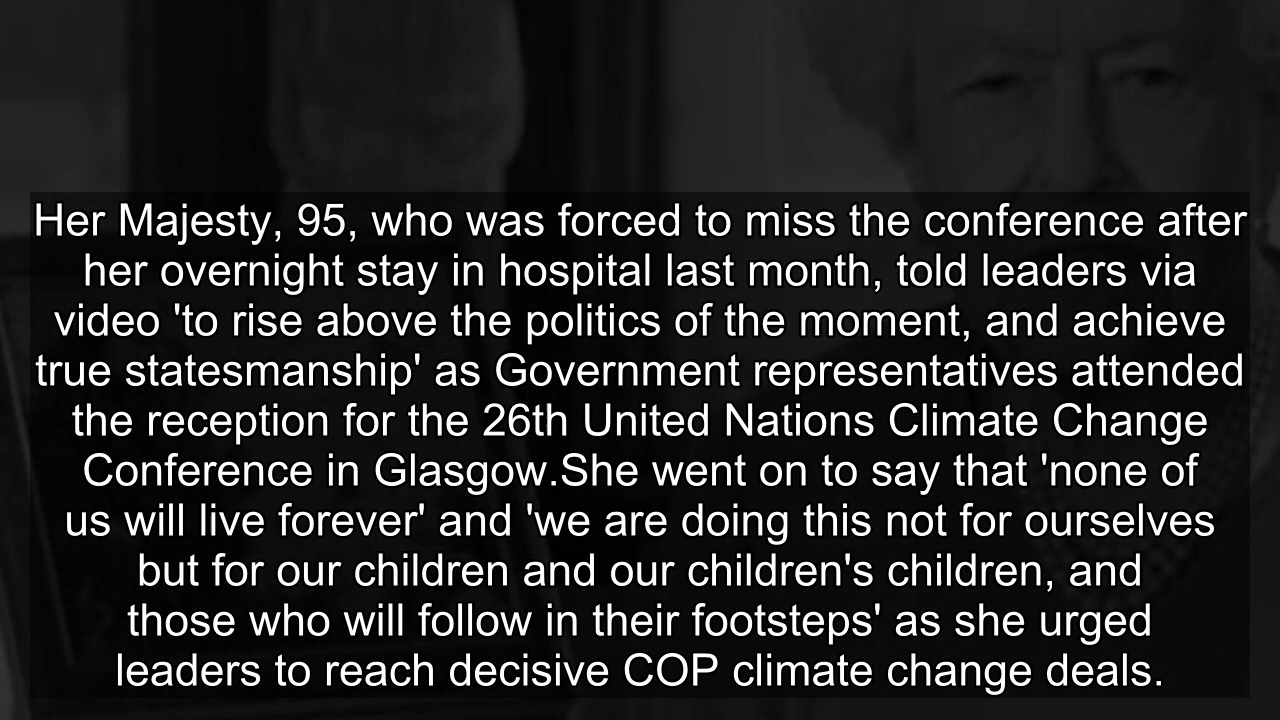 Her Majesty, 95, who was forced to miss the conference after
her overnight stay in hospital last month, told leaders via
video 'to rise above the politics of the moment, and achieve
true statesmanship' as Government representatives attended
the reception for the 26th United Nations Climate Change
Conference in Glasgow.She went on to say that 'none of
us will live forever' and 'we are doing this not for ourselves
but for our children and our children's children, and
those who will follow in their footsteps' as she urged
leaders to reach decisive COP climate change deals.